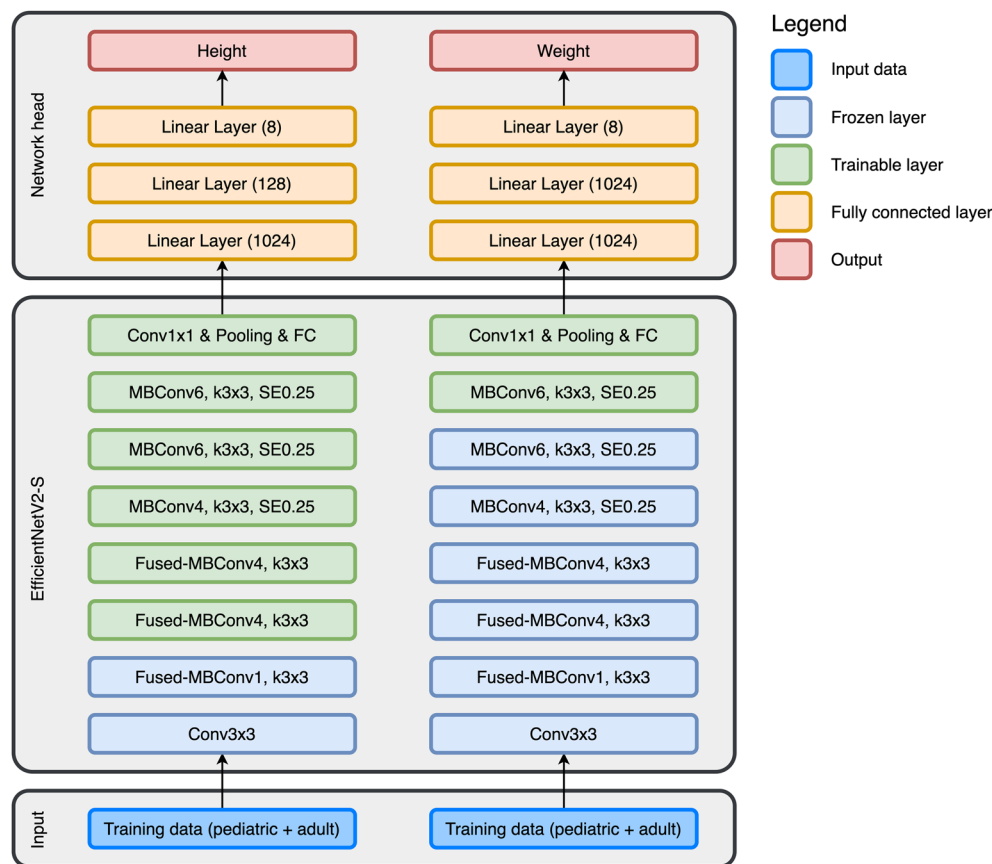 Height
Weight
Legend
Input data
Frozen layer
Trainable layer
Fully connected layer
Output
Network head
Linear Layer (8)
Linear Layer (8)
Linear Layer (128)
Linear Layer (1024)
Linear Layer (1024)
Linear Layer (1024)
EfficientNetV2-S
Conv1x1 & Pooling & FC
Conv1x1 & Pooling & FC
MBConv6, k3x3, SE0.25
MBConv6, k3x3, SE0.25
MBConv6, k3x3, SE0.25
MBConv6, k3x3, SE0.25
MBConv4, k3x3, SE0.25
MBConv4, k3x3, SE0.25
Fused-MBConv4, k3x3
Fused-MBConv4, k3x3
Fused-MBConv4, k3x3
Fused-MBConv4, k3x3
Fused-MBConv1, k3x3
Fused-MBConv1, k3x3
Conv3x3
Conv3x3
Input
Training data (pediatric + adult)
Training data (pediatric + adult)